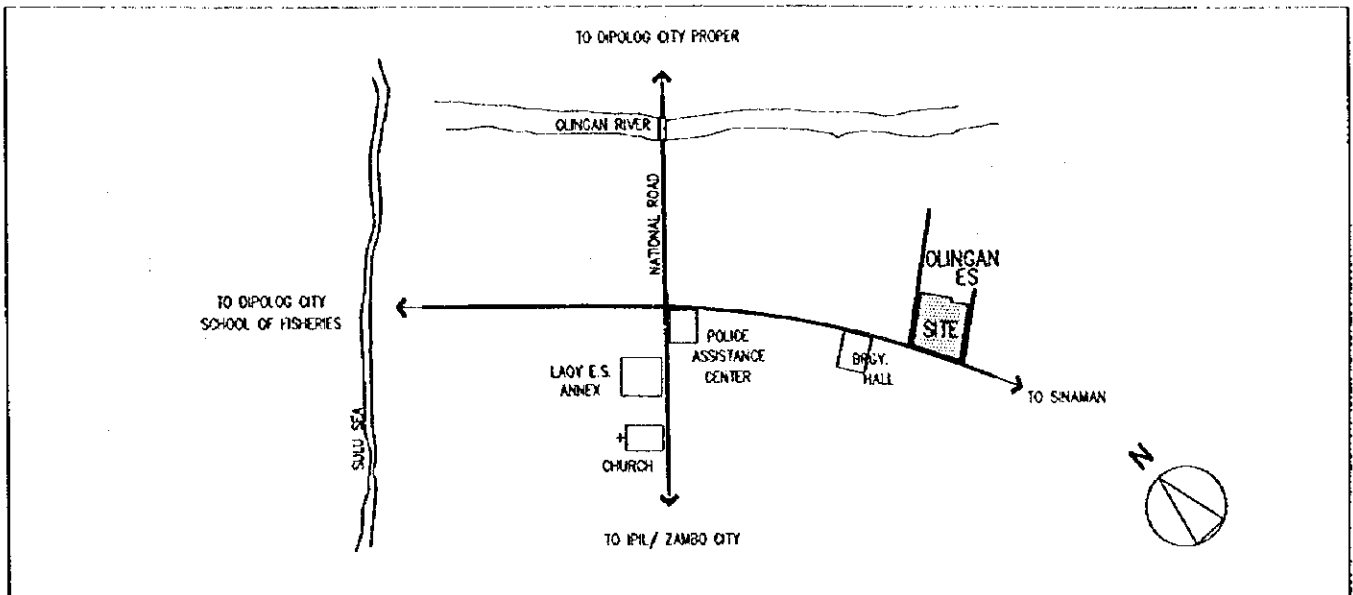 TO DIPOLOG CITY PROPER
OLINGAN RIVER
NATIONAL ROAD
OLINGAN
ES
SITE
TO DIPOLOG CITY
SCHOOL OF FISHERIES
POLICE
ASSISTANCE
CENTER
BRGY.
HALL
LAOY E.S.
ANNEX
TO SINAMAN
SULU SEA
CHURCH
N
TO IPIL/ ZAMBO CITY